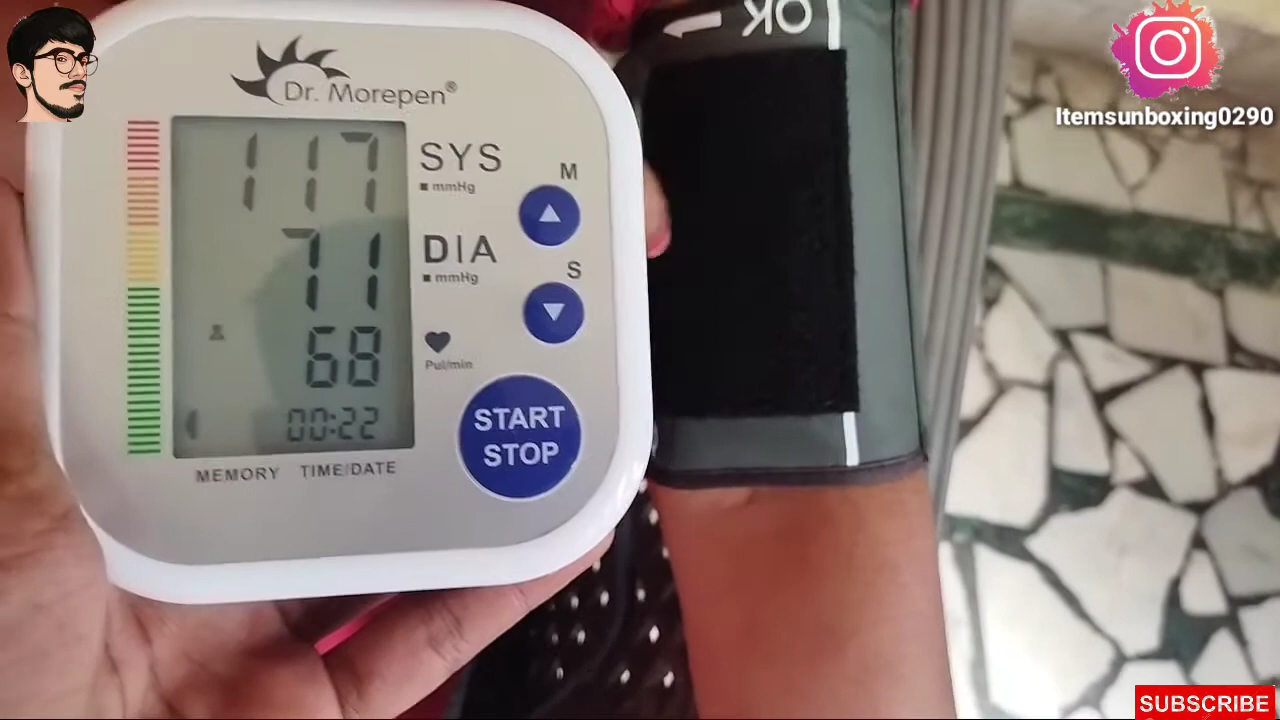 Dr. Morepen®
117
SYS
mmHg
M
71
DIA
mmHg
S
68
Pul/min
00:22
START
STOP
MEMORY TIME/DATE
OK
Itemsunboxing0290
SUBSCRIBE